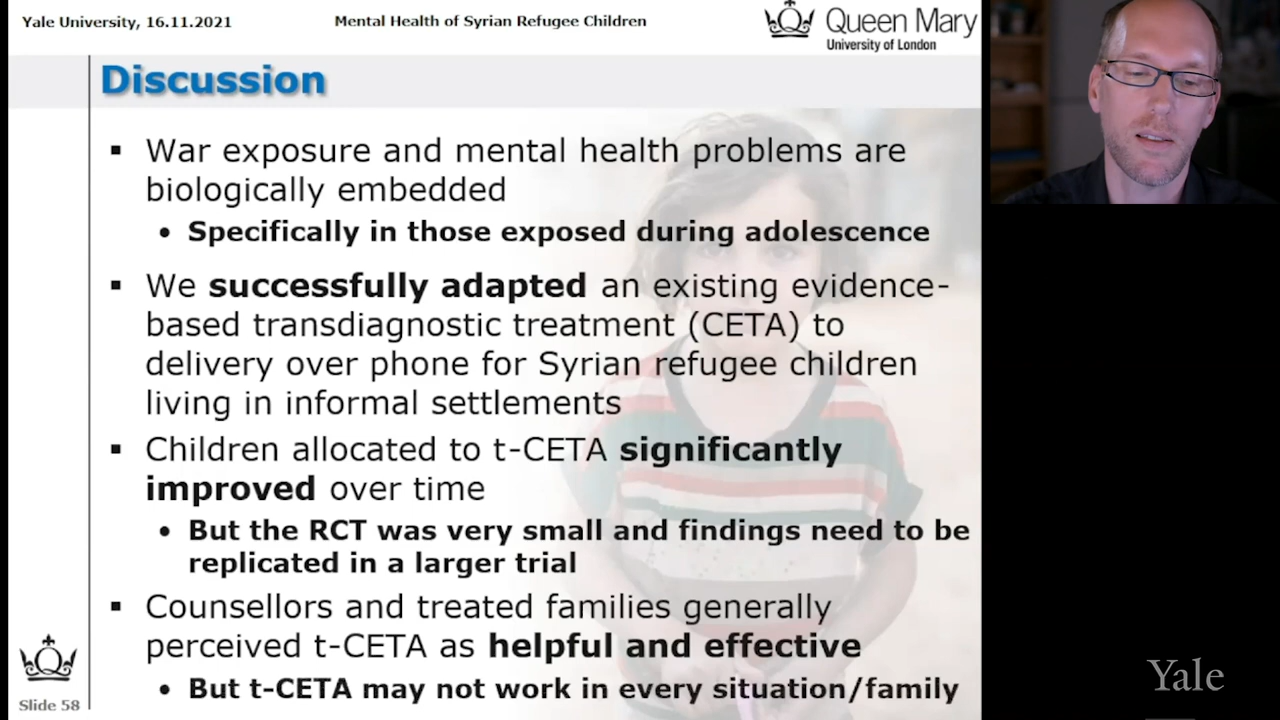 Yale University, 16.11.2021
Mental Health of Syrian Refugee Children
Queen Mary
University of London
Discussion
▪ War exposure and mental health problems are
biologically embedded
• Specifically in those exposed during adolescence
▪ We successfully adapted an existing evidence-
based transdiagnostic treatment (CETA) to
delivery over phone for Syrian refugee children
living in informal settlements
▪ Children allocated to t-CETA significantly
improved over time
• But the RCT was very small and findings need to be
replicated in a larger trial
▪ Counsellors and treated families generally
perceived t-CETA as helpful and effective
• But t-CETA may not work in every situation/family
Slide 58
Yale